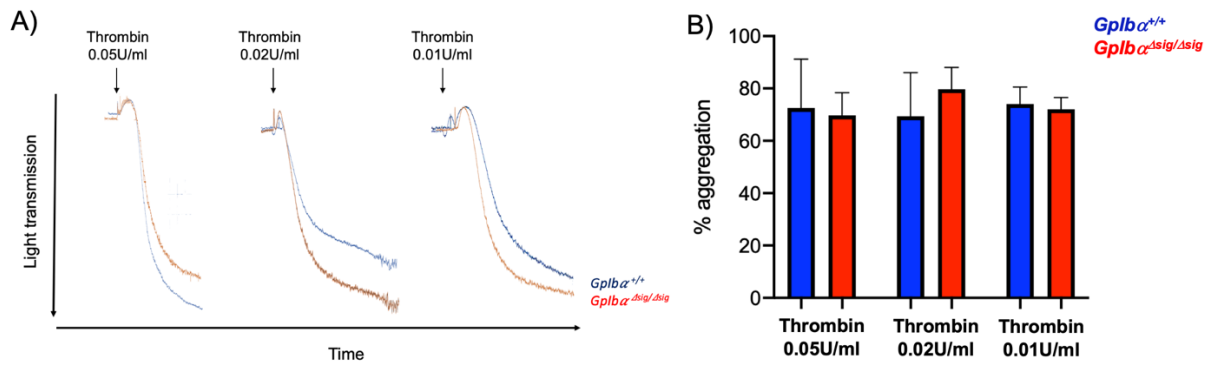 A)
Thrombin
0.05U/ml
Thrombin
0.02U/ml
Thrombin
0.01U/ml
Light transmission
GpIbα+/+
GpIbαΔsig/Δsig
Time
B)
GpIbα+/+
GpIbαΔsig/Δsig
% aggregation
100
80
60
40
20
0
Thrombin
0.05U/ml
Thrombin
0.02U/ml
Thrombin
0.01U/ml